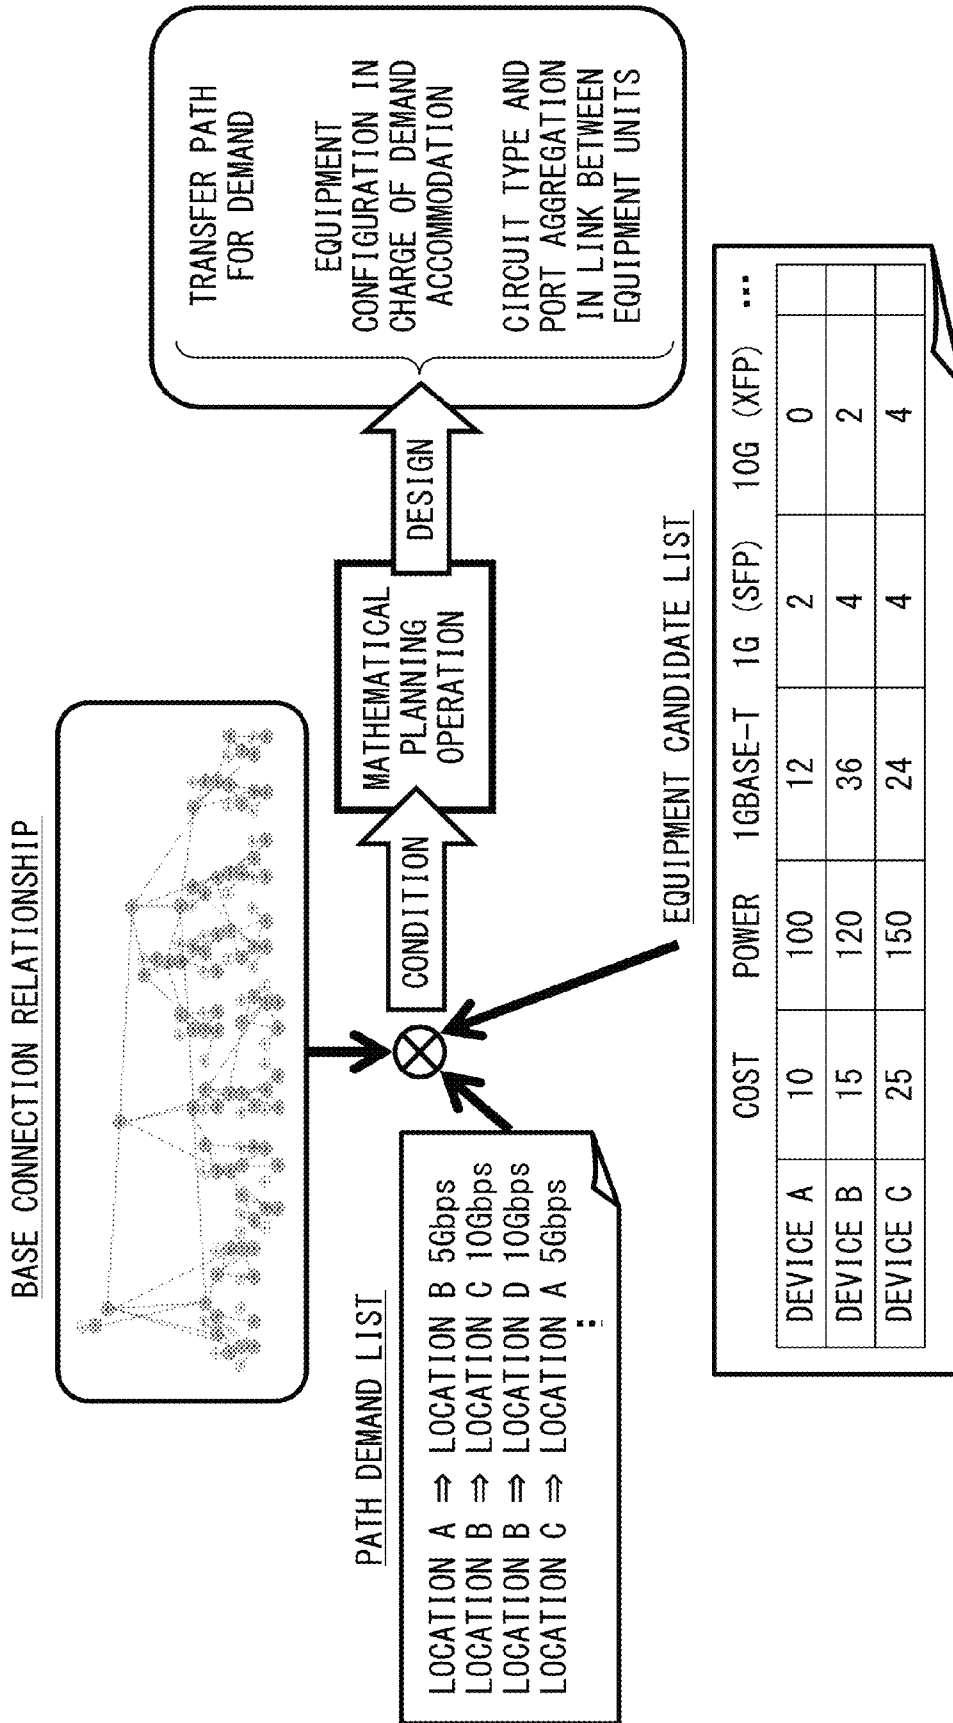 BASE CONNECTION RELATIONSHIP
PATH DEMAND LIST
LOCATION A ⇒ LOCATION B 5Gbps
LOCATION B ⇒ LOCATION C 10Gbps
LOCATION B ⇒ LOCATION D 10Gbps
LOCATION C ⇒ LOCATION A 5Gbps
⋮
CONDITION
MATHEMATICAL
PLANNING
OPERATION
DESIGN
TRANSFER PATH
FOR DEMAND
EQUIPMENT
CONFIGURATION IN
CHARGE OF DEMAND
ACCOMMODATION
CIRCUIT TYPE AND
PORT AGGREGATION
IN LINK BETWEEN
EQUIPMENT UNITS
EQUIPMENT CANDIDATE LIST
COST POWER 1GBASE-T 1G (SFP) 10G (XFP) ...
DEVICE A 10 100 12 2 0
DEVICE B 15 120 36 4 2
DEVICE C 25 150 24 4 4